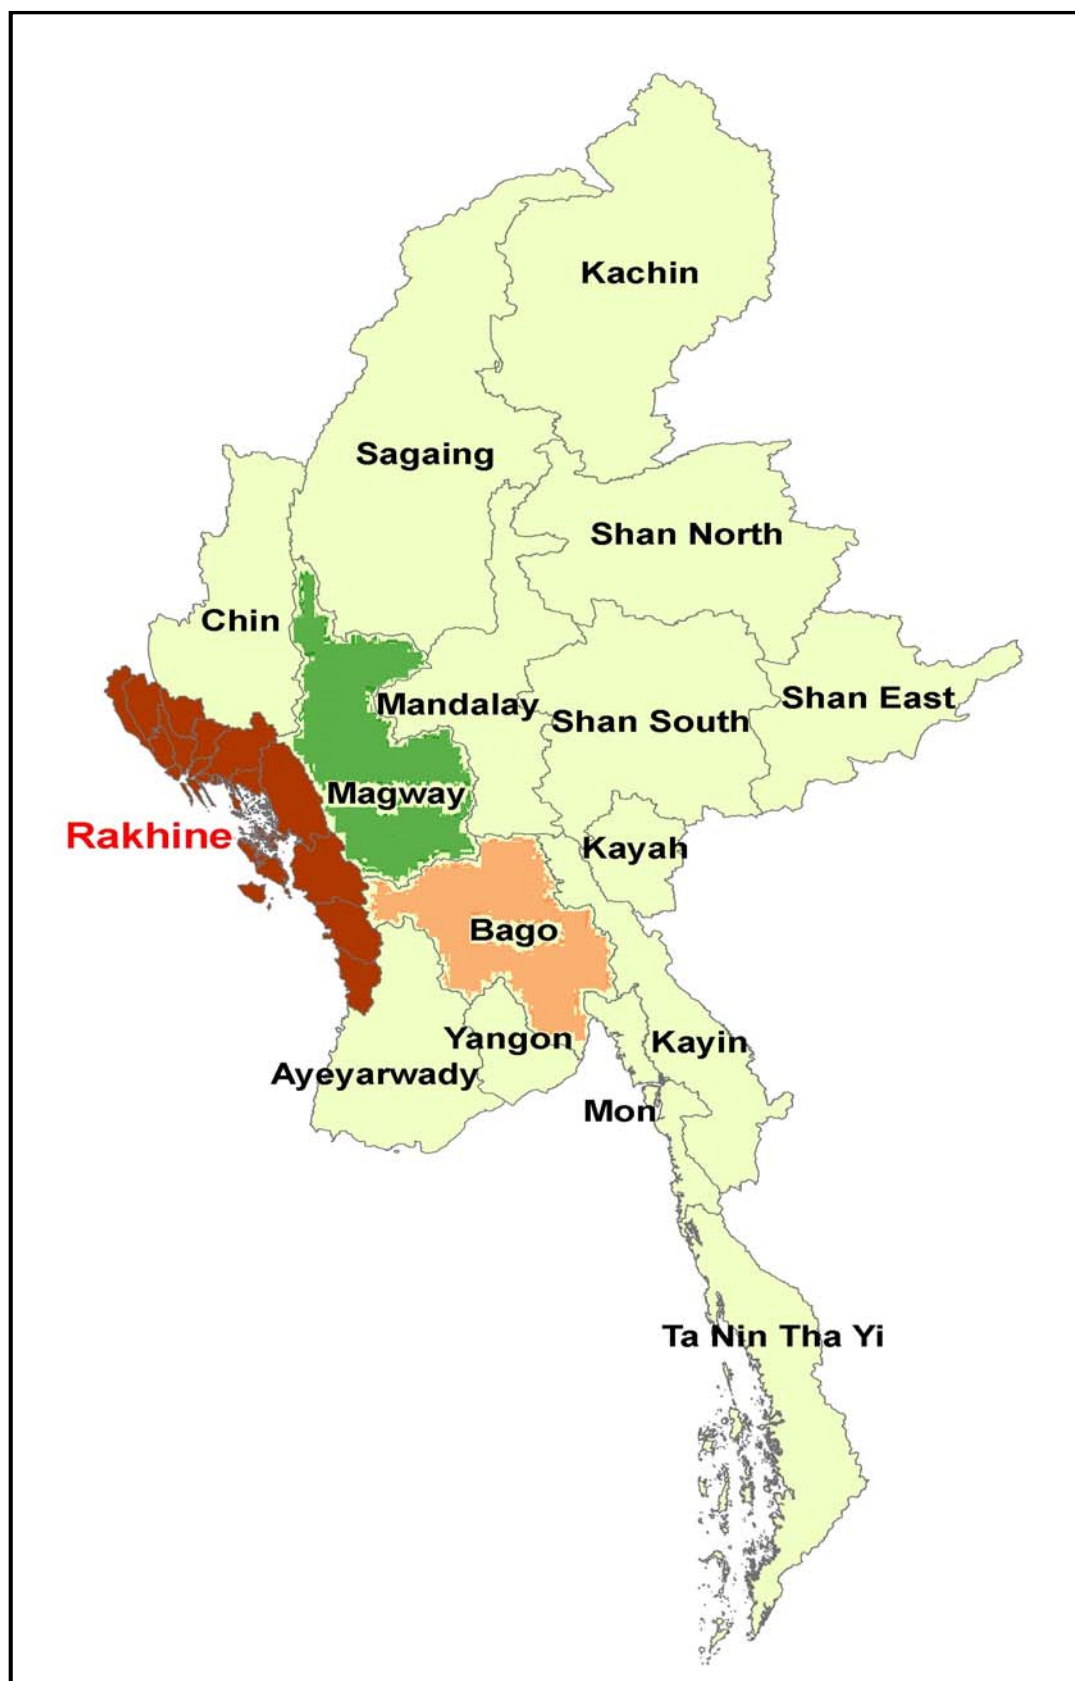 Kachin
Sagaing
Shan North
Chin
Mandalay
Shan South
Shan East
Magway
Rakhine
Kayah
Bago
Yangon
Kayin
Ayeyarwady
Mon
Ta Nin Tha Yi